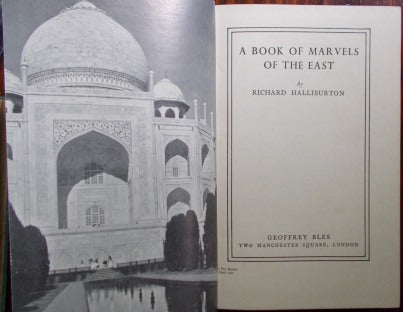 A BOOK OF MARVELS
OF THE EAST
by
RICHARD HALLIBURTON
GEOFFREY BLES
TWO MANCHESTER SQUARE, LONDON